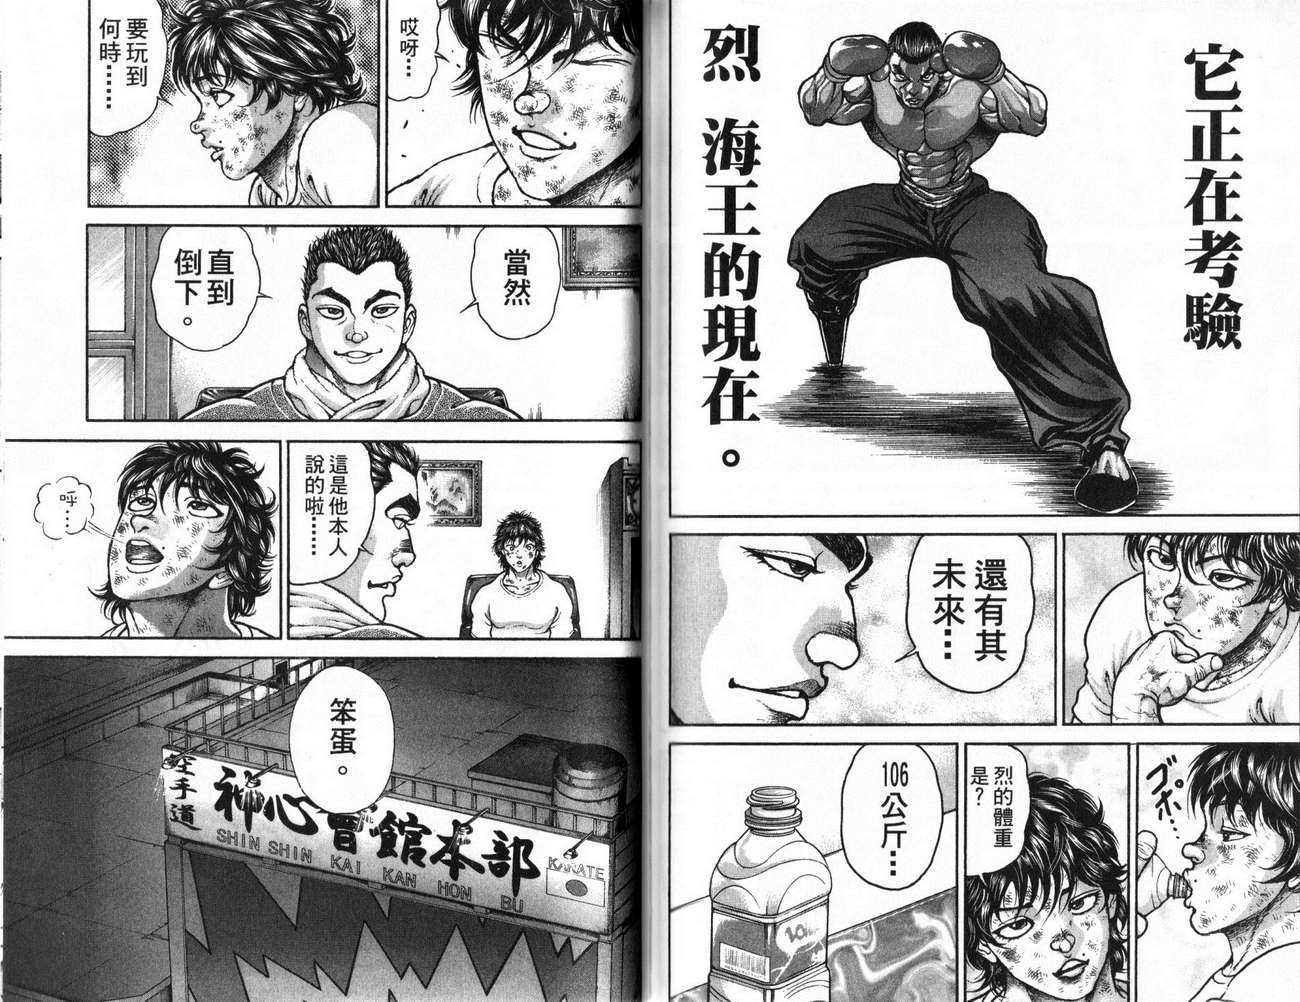 它正在考驗
烈 海王的現在。
還有其
未來…
ゴポ…
烈的體重
是?
106
公斤…
哎呀…
要玩到
何時……
當然
直到
倒下。
這是他本人
說的啦……
呼…
笨蛋。
空手道
神心會館本部
SHIN SHIN KAI KAN HON BU
KARATE